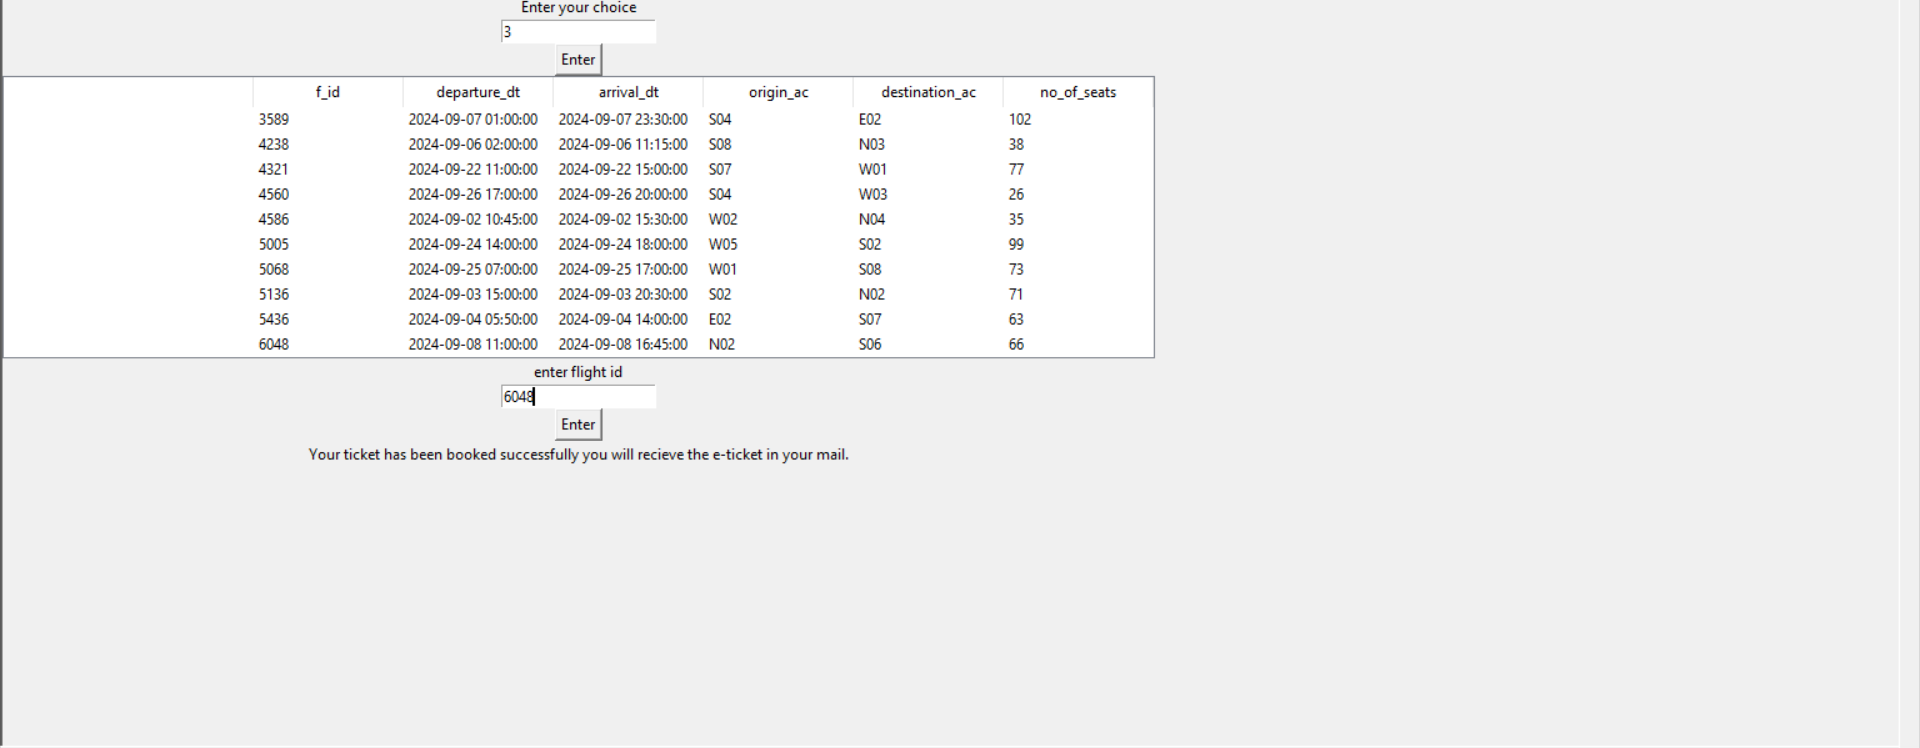 Enter your choice
3
Enter
f_id departure_dt arrival_dt origin_ac destination_ac no_of_seats
3589 2024-09-07 01:00:00 2024-09-07 23:30:00 S04 E02 102
4238 2024-09-06 02:00:00 2024-09-06 11:15:00 S08 N03 38
4321 2024-09-22 11:00:00 2024-09-22 15:00:00 S07 W01 77
4560 2024-09-26 17:00:00 2024-09-26 20:00:00 S04 W03 26
4586 2024-09-02 10:45:00 2024-09-02 15:30:00 W02 N04 35
5005 2024-09-24 14:00:00 2024-09-24 18:00:00 W05 S02 99
5068 2024-09-25 07:00:00 2024-09-25 17:00:00 W01 S08 73
5136 2024-09-03 15:00:00 2024-09-03 20:30:00 S02 N02 71
5436 2024-09-04 05:50:00 2024-09-04 14:00:00 E02 S07 63
6048 2024-09-08 11:00:00 2024-09-08 16:45:00 N02 S06 66
enter flight id
6048
Enter
Your ticket has been booked successfully you will recieve the e-ticket in your mail.